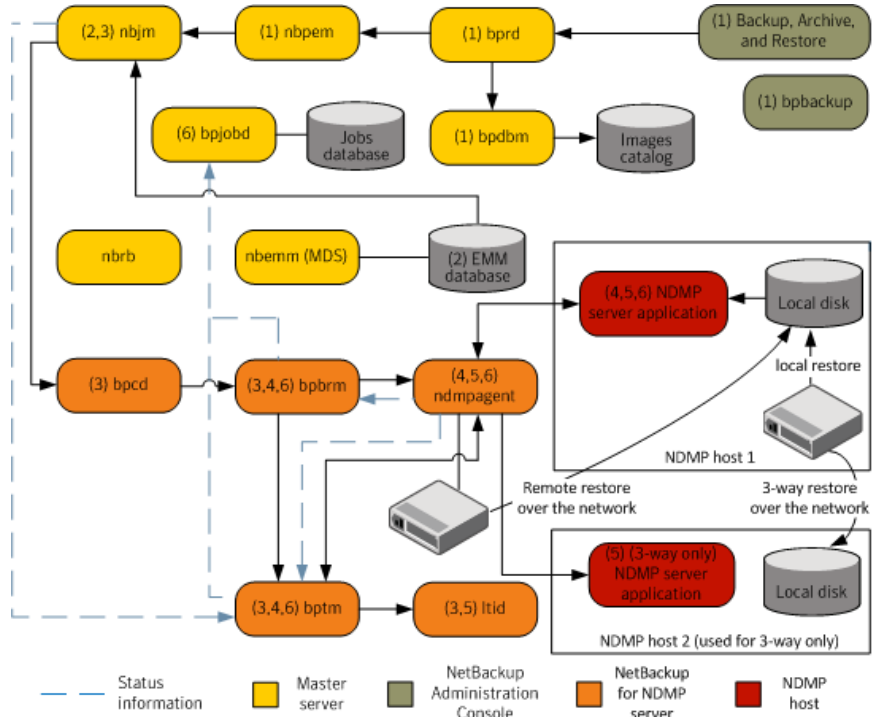 (2,3) nbjm
(1) nbpem
(1) bprd
(1) Backup, Archive,
and Restore
(1) bpbackup
(6) bpjobd
Jobs
database
(1) bpdbm
Images
catalog
nbrb
nbemm (MDS)
(2) EMM
database
(4,5,6) NDMP
server application
Local disk
local restore
(3) bpcd
(3,4,6) bpbrm
(4,5,6)
ndmpagent
NDMP host 1
Remote restore
over the network
3-way restore
over the network
(5) (3-way only)
NDMP server
application
Local disk
(3,4,6) bptm
(3,5) ltid
NDMP host 2 (used for 3-way only)
Status
information
Master
server
NetBackup
Administration
Console
NetBackup
for NDMP
server
NDMP
host